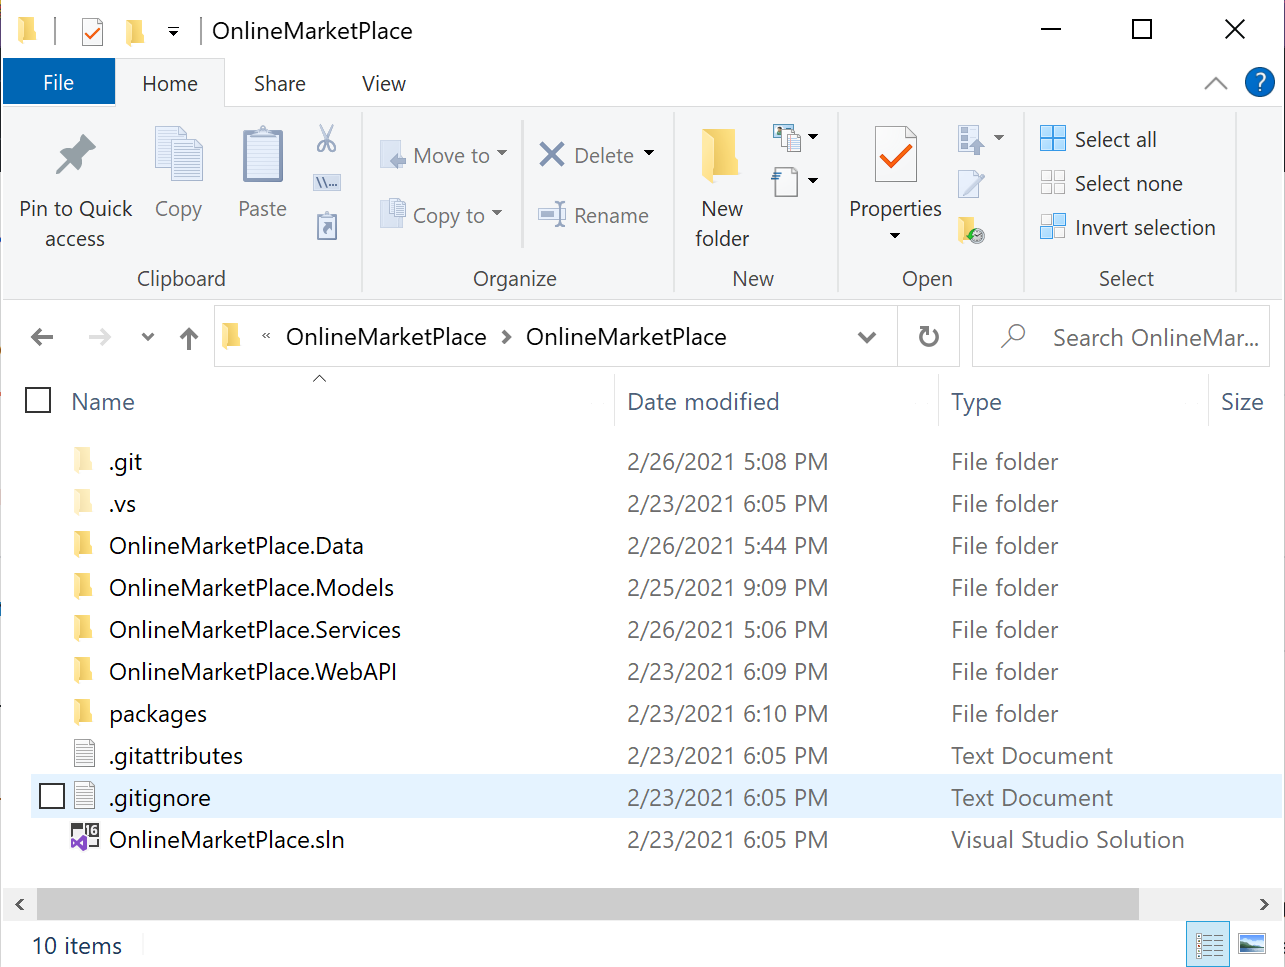 OnlineMarketPlace
File Home Share View
Pin to Quick access
Copy
Paste
Clipboard
Move to
Copy to
Delete
Rename
Organize
New folder
New
Properties
Open
Select all
Select none
Invert selection
Select
« OnlineMarketPlace > OnlineMarketPlace
Search OnlineMar...
Name Date modified Type Size
.git 2/26/2021 5:08 PM File folder
.vs 2/23/2021 6:05 PM File folder
OnlineMarketPlace.Data 2/26/2021 5:44 PM File folder
OnlineMarketPlace.Models 2/25/2021 9:09 PM File folder
OnlineMarketPlace.Services 2/26/2021 5:06 PM File folder
OnlineMarketPlace.WebAPI 2/23/2021 6:09 PM File folder
packages 2/23/2021 6:10 PM File folder
.gitattributes 2/23/2021 6:05 PM Text Document
.gitignore 2/23/2021 6:05 PM Text Document
OnlineMarketPlace.sln 2/23/2021 6:05 PM Visual Studio Solution
10 items